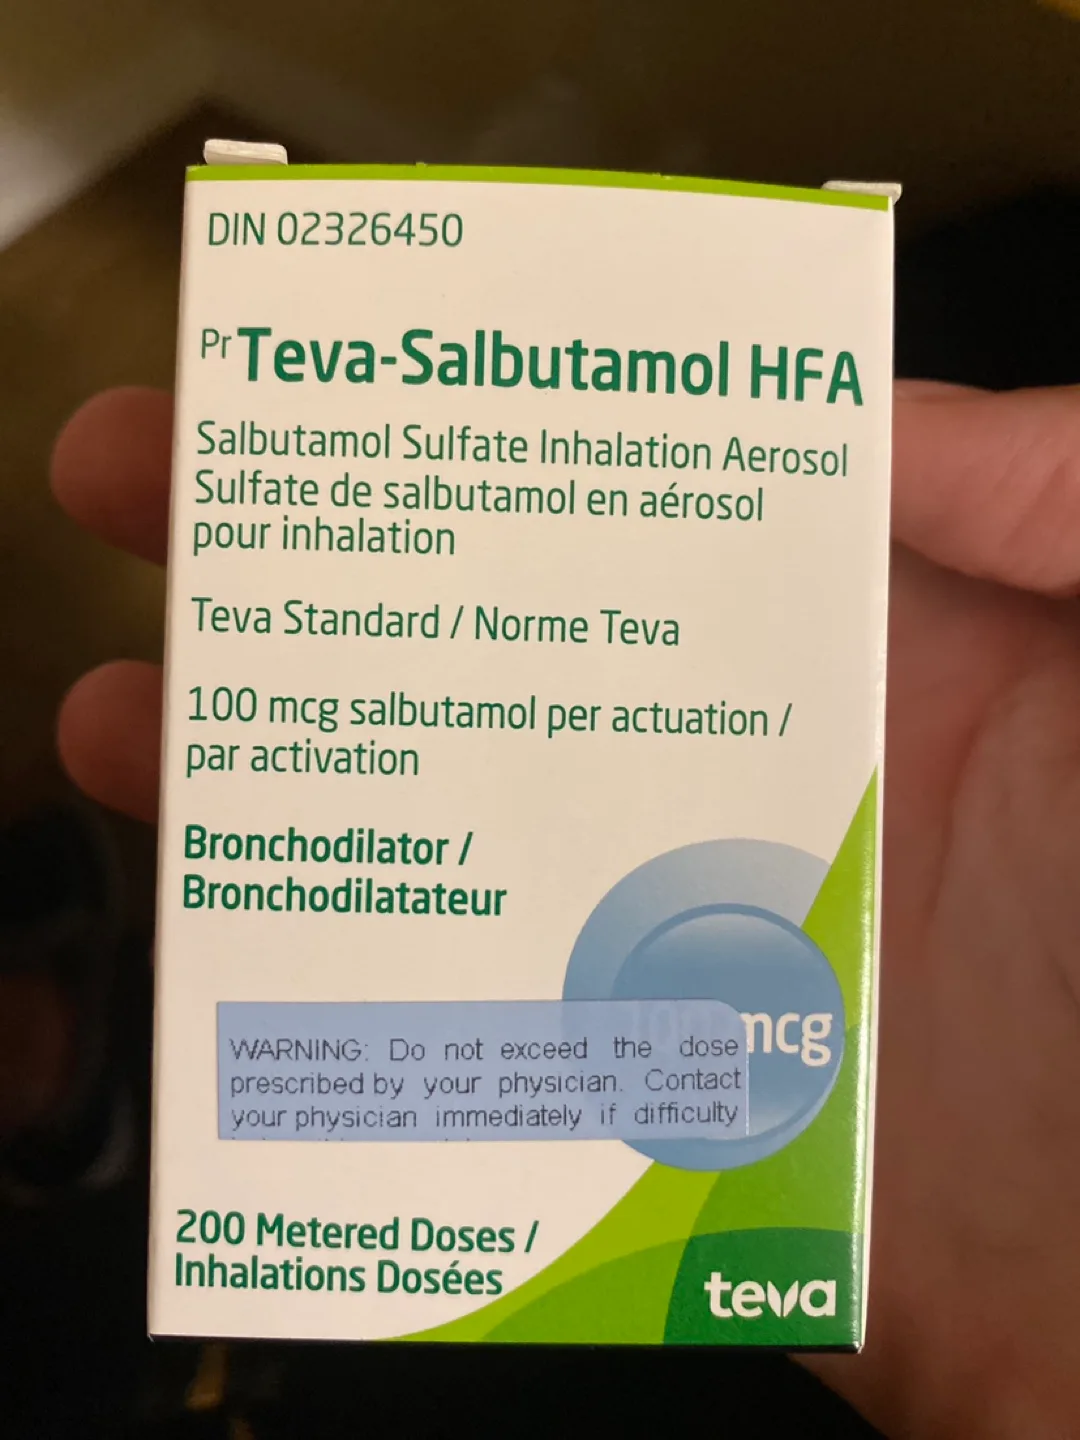 DIN 02326450
Pr Teva-Salbutamol HFA
Salbutamol Sulfate Inhalation Aerosol
Sulfate de salbutamol en aérosol
pour inhalation
Teva Standard / Norme Teva
100 mcg salbutamol per actuation /
par activation
Bronchodilator /
Bronchodilatateur
mcg
WARNING: Do not exceed the dose
prescribed by your physician. Contact
your physician immediately if difficulty
200 Metered Doses /
Inhalations Dosées
teva